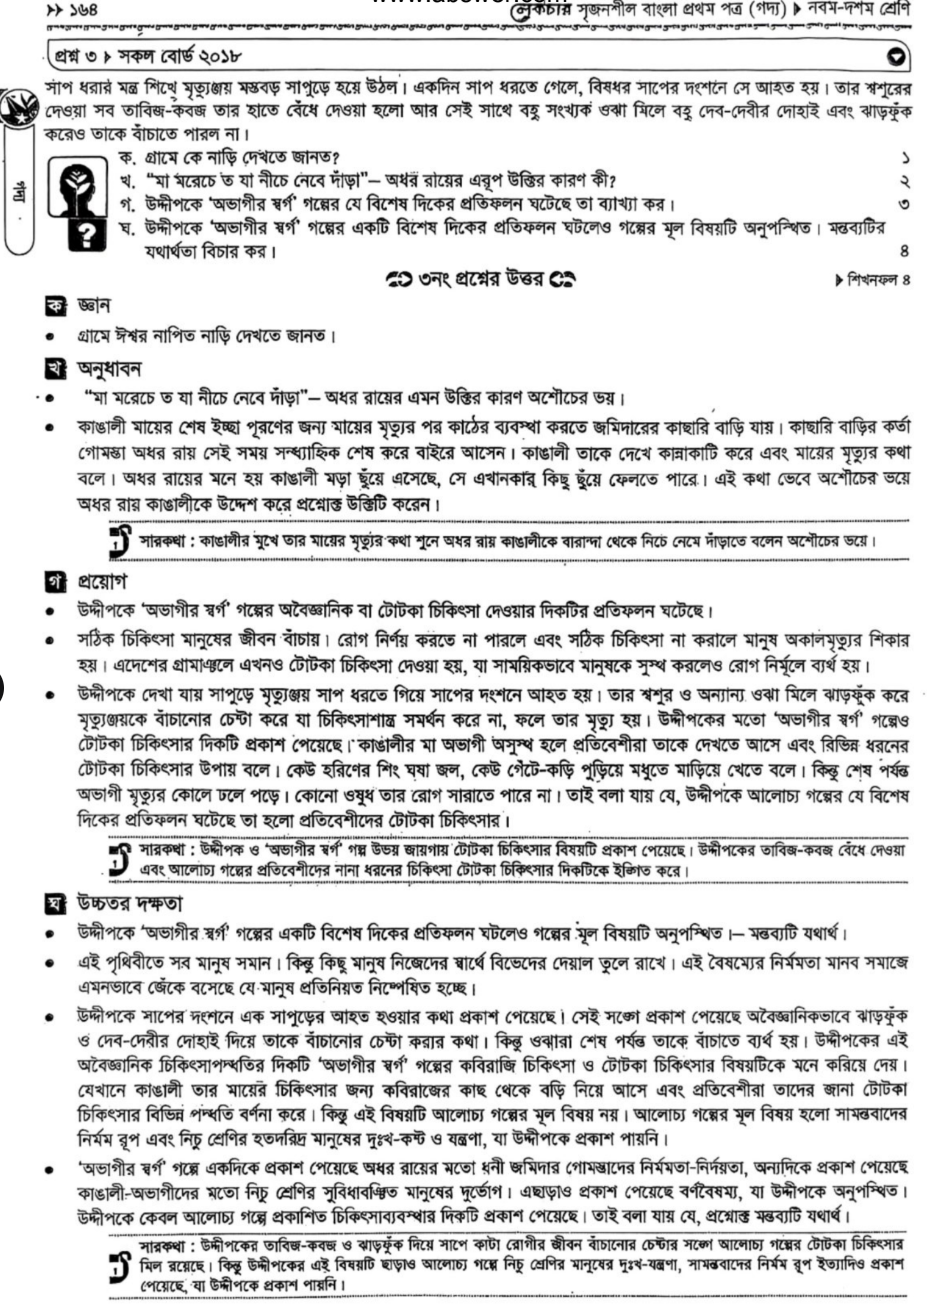 ▶▶ ১৬৪
লেকচার সৃজনশীল বাংলা প্রথম পত্র (গদ্য) ▶ নবম-দশম শ্রেণি
প্রশ্ন ৩ ▶ সকল বোর্ড ২০১৮
সাপ ধরার মন্ত্র শিখে মৃত্যুঞ্জয় মস্তবড় সাপুড়ে হয়ে উঠল। একদিন সাপ ধরতে গেলে, বিষধর সাপের দংশনে সে আহত হয়। তার শ্বশুরের
দেওয়া সব তাবিজ-কবজ তার হাতে বেঁধে দেওয়া হলো আর সেই সাথে বহু সংখ্যক ওঝা মিলে বহু দেব-দেবীর দোহাই এবং ঝাড়ফুঁক
করেও তাকে বাঁচাতে পারল না।
ক. গ্রামে কে নাড়ি দেখতে জানত? ১
খ. “মা মরেচে ত যা নীচে নেবে দাঁড়া”– অধর রায়ের এরূপ উক্তির কারণ কী? ২
গ. উদ্দীপকে 'অভাগীর স্বর্গ' গল্পের যে বিশেষ দিকের প্রতিফলন ঘটেছে তা ব্যাখ্যা কর। ৩
ঘ. উদ্দীপকে 'অভাগীর স্বর্গ' গল্পের একটি বিশেষ দিকের প্রতিফলন ঘটলেও গল্পের মূল বিষয়টি অনুপস্থিত। মন্তব্যটির
যথার্থতা বিচার কর। ৪
গদ্য
৩নং প্রশ্নের উত্তর
▶ শিখনফল ৪
ক জ্ঞান
• গ্রামে ঈশ্বর নাপিত নাড়ি দেখতে জানত।
খ অনুধাবন
• “মা মরেচে ত যা নীচে নেবে দাঁড়া”– অধর রায়ের এমন উক্তির কারণ অশৌচের ভয়।
• কাঙালী মায়ের শেষ ইচ্ছা পূরণের জন্য মায়ের মৃত্যুর পর কাঠের ব্যবস্থা করতে জমিদারের কাছারি বাড়ি যায়। কাছারি বাড়ির কর্তা
গোমস্তা অধর রায় সেই সময় সন্ধ্যাহ্নিক শেষ করে বাইরে আসেন। কাঙালী তাকে দেখে কান্নাকাটি করে এবং মায়ের মৃত্যুর কথা
বলে। অধর রায়ের মনে হয় কাঙালী মড়া ছুঁয়ে এসেছে, সে এখানকার কিছু ছুঁয়ে ফেলতে পারে। এই কথা ভেবে অশৌচের ভয়ে
অধর রায় কাঙালীকে উদ্দেশ করে প্রশ্নোক্ত উক্তিটি করেন।
সারকথা : কাঙালীর মুখে তার মায়ের মৃত্যুর কথা শুনে অধর রায় কাঙালীকে বারান্দা থেকে নিচে নেমে দাঁড়াতে বলেন অশৌচের ভয়ে।
গ প্রয়োগ
• উদ্দীপকে 'অভাগীর স্বর্গ' গল্পের অবৈজ্ঞানিক বা টোটকা চিকিৎসা দেওয়ার দিকটির প্রতিফলন ঘটেছে।
• সঠিক চিকিৎসা মানুষের জীবন বাঁচায়। রোগ নির্ণয় করতে না পারলে এবং সঠিক চিকিৎসা না করালে মানুষ অকালমৃত্যুর শিকার
হয়। এদেশের গ্রামাঞ্চলে এখনও টোটকা চিকিৎসা দেওয়া হয়, যা সাময়িকভাবে মানুষকে সুস্থ করলেও রোগ নির্মূলে ব্যর্থ হয়।
• উদ্দীপকে দেখা যায় সাপুড়ে মৃত্যুঞ্জয় সাপ ধরতে গিয়ে সাপের দংশনে আহত হয়। তার শ্বশুর ও অন্যান্য ওঝা মিলে ঝাড়ফুঁক করে
মৃত্যুঞ্জয়কে বাঁচানোর চেষ্টা করে যা চিকিৎসাশাস্ত্র সমর্থন করে না, ফলে তার মৃত্যু হয়। উদ্দীপকের মতো 'অভাগীর স্বর্গ' গল্পেও
টোটকা চিকিৎসার দিকটি প্রকাশ পেয়েছে। কাঙালীর মা অভাগী অসুস্থ হলে প্রতিবেশীরা তাকে দেখতে আসে এবং বিভিন্ন ধরনের
টোটকা চিকিৎসার উপায় বলে। কেউ হরিণের শিং ঘষা জল, কেউ গেঁটে-কড়ি পুড়িয়ে মধুতে মাড়িয়ে খেতে বলে। কিন্তু শেষ পর্যন্ত
অভাগী মৃত্যুর কোলে ঢলে পড়ে। কোনো ওষুধ তার রোগ সারাতে পারে না। তাই বলা যায় যে, উদ্দীপকে আলোচ্য গল্পের যে বিশেষ
দিকের প্রতিফলন ঘটেছে তা হলো প্রতিবেশীদের টোটকা চিকিৎসার।
সারকথা : উদ্দীপক ও 'অভাগীর স্বর্গ' গল্প উভয় জায়গায় টোটকা চিকিৎসার বিষয়টি প্রকাশ পেয়েছে। উদ্দীপকের তাবিজ-কবজ বেঁধে দেওয়া
এবং আলোচ্য গল্পের প্রতিবেশীদের নানা ধরনের চিকিৎসা টোটকা চিকিৎসার দিকটিকে ইঙ্গিত করে।
ঘ উচ্চতর দক্ষতা
• উদ্দীপকে 'অভাগীর স্বর্গ' গল্পের একটি বিশেষ দিকের প্রতিফলন ঘটলেও গল্পের মূল বিষয়টি অনুপস্থিত।– মন্তব্যটি যথার্থ।
• এই পৃথিবীতে সব মানুষ সমান। কিন্তু কিছু মানুষ নিজেদের স্বার্থে বিভেদের দেয়াল তুলে রাখে। এই বৈষম্যের নির্মমতা মানব সমাজে
এমনভাবে জেঁকে বসেছে যে মানুষ প্রতিনিয়ত নিষ্পেষিত হচ্ছে।
• উদ্দীপকে সাপের দংশনে এক সাপুড়ের আহত হওয়ার কথা প্রকাশ পেয়েছে। সেই সঙ্গে প্রকাশ পেয়েছে অবৈজ্ঞানিকভাবে ঝাড়ফুঁক
ও দেব-দেবীর দোহাই দিয়ে তাকে বাঁচানোর চেষ্টা করার কথা। কিন্তু ওঝারা শেষ পর্যন্ত তাকে বাঁচাতে ব্যর্থ হয়। উদ্দীপকের এই
অবৈজ্ঞানিক চিকিৎসাপদ্ধতির দিকটি 'অভাগীর স্বর্গ' গল্পের কবিরাজি চিকিৎসা ও টোটকা চিকিৎসার বিষয়টিকে মনে করিয়ে দেয়।
যেখানে কাঙালী তার মায়ের চিকিৎসার জন্য কবিরাজের কাছ থেকে বড়ি নিয়ে আসে এবং প্রতিবেশীরা তাদের জানা টোটকা
চিকিৎসার বিভিন্ন পদ্ধতি বর্ণনা করে। কিন্তু এই বিষয়টি আলোচ্য গল্পের মূল বিষয় নয়। আলোচ্য গল্পের মূল বিষয় হলো সামন্তবাদের
নির্মম রূপ এবং নিচু শ্রেণির হতদরিদ্র মানুষের দুঃখ-কষ্ট ও যন্ত্রণা, যা উদ্দীপকে প্রকাশ পায়নি।
• 'অভাগীর স্বর্গ' গল্পে একদিকে প্রকাশ পেয়েছে অধর রায়ের মতো ধনী জমিদার গোমস্তাদের নির্মমতা-নির্দয়তা, অন্যদিকে প্রকাশ পেয়েছে
কাঙালী-অভাগীদের মতো নিচু শ্রেণির সুবিধাবঞ্চিত মানুষের দুর্ভোগ। এছাড়াও প্রকাশ পেয়েছে বর্ণবৈষম্য, যা উদ্দীপকে অনুপস্থিত।
উদ্দীপকে কেবল আলোচ্য গল্পে প্রকাশিত চিকিৎসাব্যবস্থার দিকটি প্রকাশ পেয়েছে। তাই বলা যায় যে, প্রশ্নোক্ত মন্তব্যটি যথার্থ।
সারকথা : উদ্দীপকের তাবিজ-কবজ ও ঝাড়ফুঁক দিয়ে সাপে কাটা রোগীর জীবন বাঁচানোর চেষ্টার সঙ্গে আলোচ্য গল্পের টোটকা চিকিৎসার
মিল রয়েছে। কিন্তু উদ্দীপকের এই বিষয়টি ছাড়াও আলোচ্য গল্পে নিচু শ্রেণির মানুষের দুঃখ-যন্ত্রণা, সামন্তবাদের নির্মম রূপ ইত্যাদিও প্রকাশ
পেয়েছে, যা উদ্দীপকে প্রকাশ পায়নি।